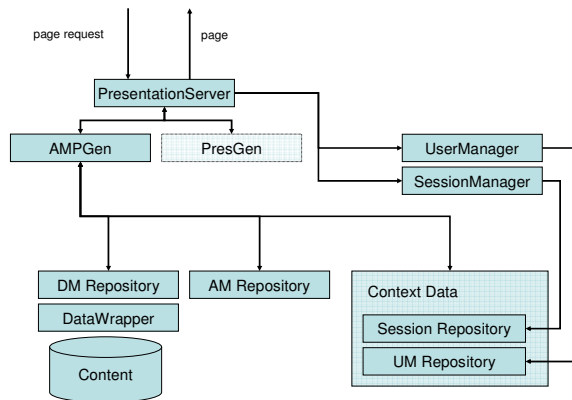 page request
page
PresentationServer
AMPGen
PresGen
UserManager
SessionManager
DM Repository
AM Repository
DataWrapper
Content
Context Data
Session Repository
UM Repository